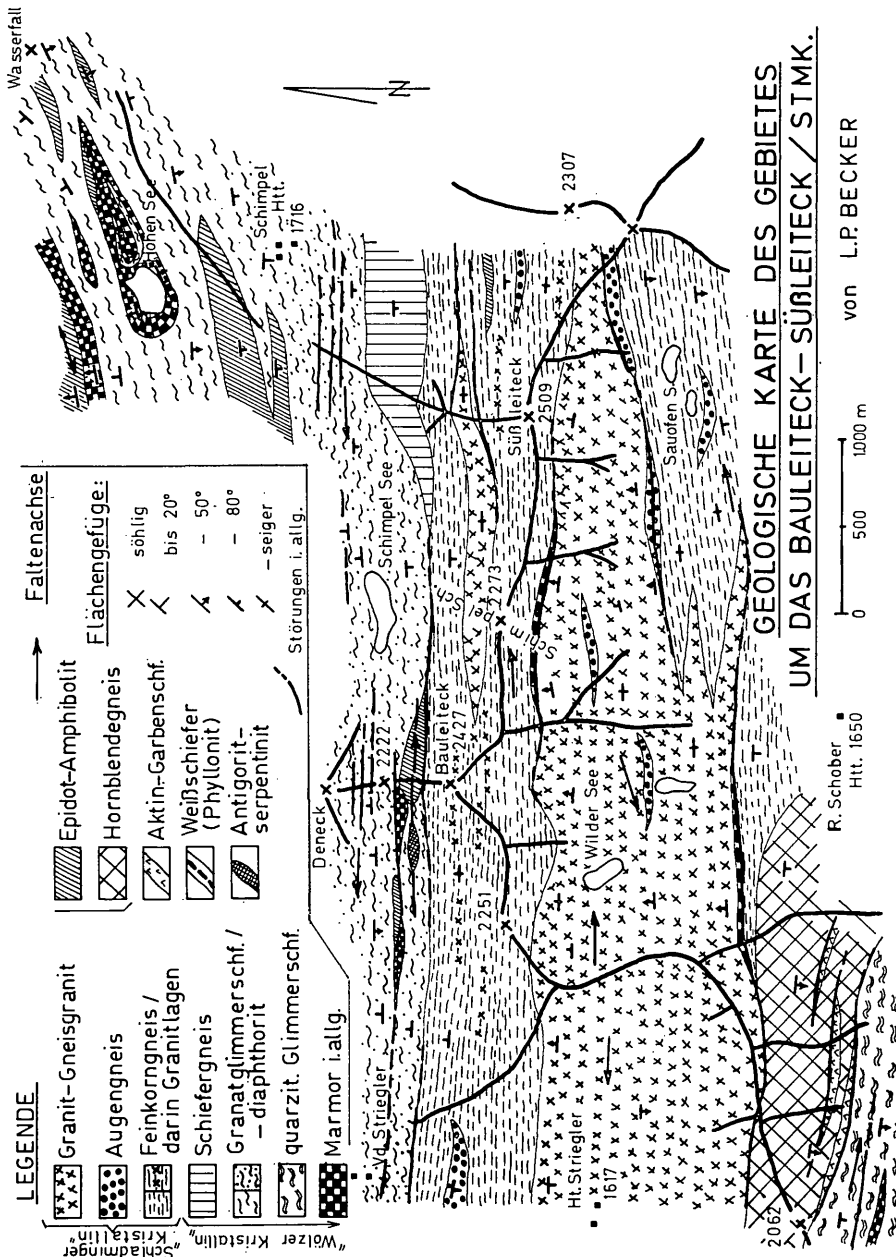 LEGENDE
"Schladminger
Kristallin"
"Wölzer Kristallin"
Granit-Gneisgranit
Augengneis
Feinkorngneis /
darin Granitlagen
Schiefergneis
Granatglimmerschf. /
– diaphthorit
quarzit. Glimmerschf.
Marmor i.allg.
Epidot-Amphibolit
Hornblendegneis
Aktin-Garbenschf.
Weißschiefer
(Phyllonit)
Antigorit-
serpentinit
Faltenachse
Flächengefüge:
söhlig
bis 20°
– 50°
– 80°
– seiger
Störungen i. allg.
Wasserfall
Hohen See
Schimpel
Htt.
1716
N
Vd. Striegler
Deneck
2222
Schimpel See
Bauleiteck
2427
2251
Schimpel Sch.
2273
Süßleiteck
2509
2307
Ht. Striegler
1617
Wilder See
Sauofen S.
2062
R. Schober
Htt. 1650
0 500 1.000 m
GEOLOGISCHE KARTE DES GEBIETES
UM DAS BAULEITECK – SÜßLEITECK / STMK.
von L.P. BECKER